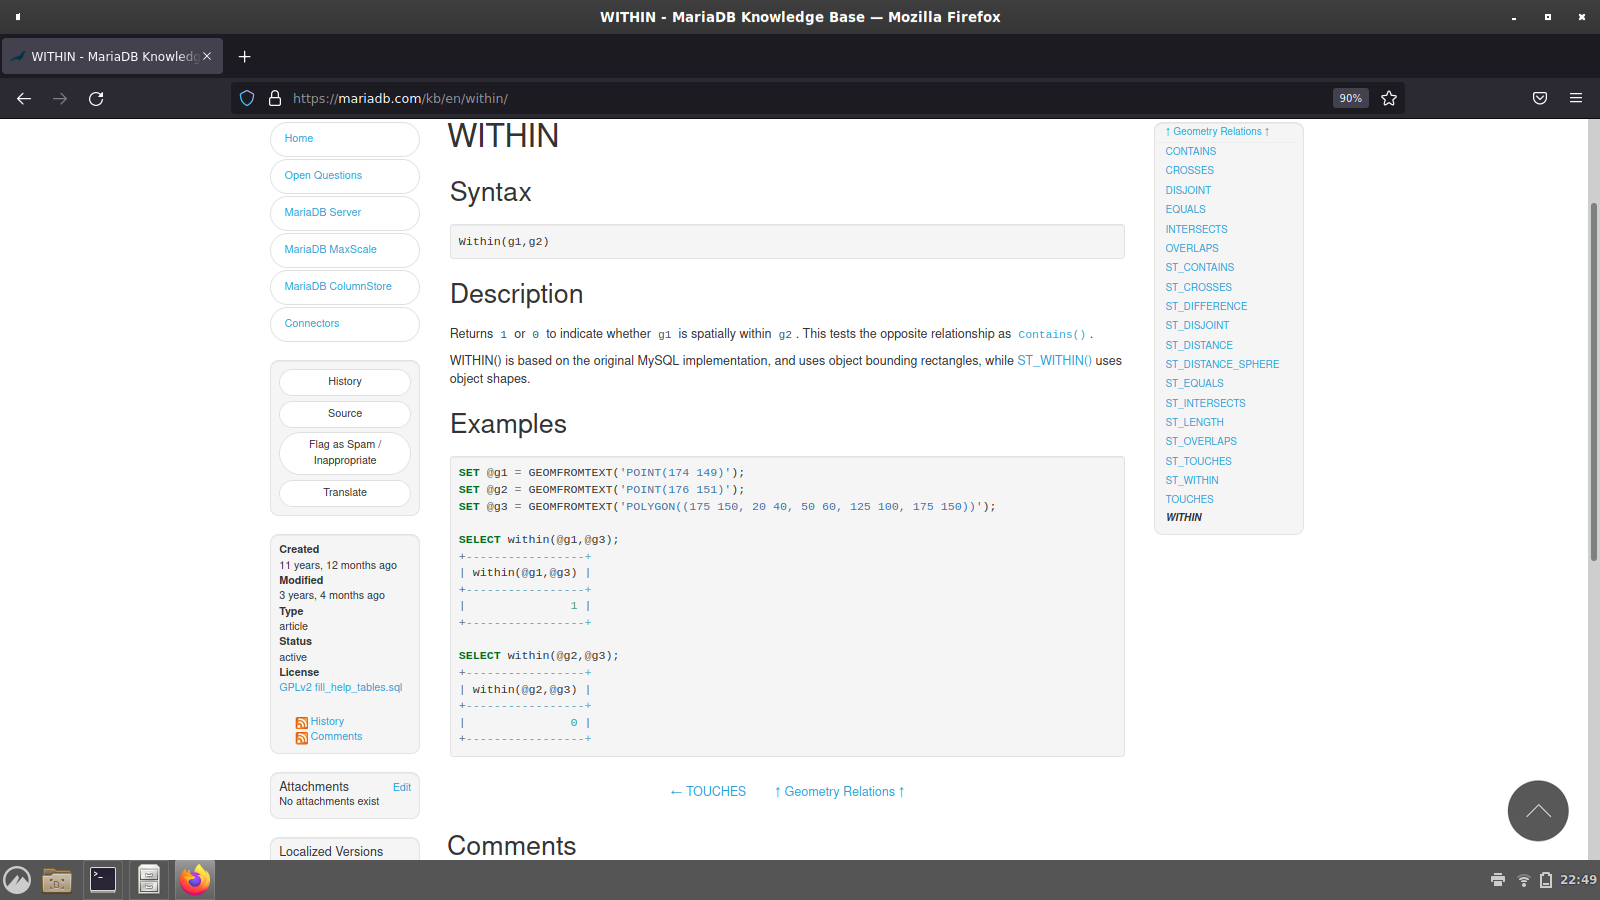 WITHIN - MariaDB Knowledge Base — Mozilla Firefox
WITHIN - MariaDB Knowledg
https://mariadb.com/kb/en/within/
90%
Home
Open Questions
MariaDB Server
MariaDB MaxScale
MariaDB ColumnStore
Connectors
History
Source
Flag as Spam /
Inappropriate
Translate
Created
11 years, 12 months ago
Modified
3 years, 4 months ago
Type
article
Status
active
License
GPLv2 fill_help_tables.sql
History
Comments
Attachments Edit
No attachments exist
Localized Versions
WITHIN
Syntax
Within(g1,g2)
Description
Returns 1 or 0 to indicate whether g1 is spatially within g2 . This tests the opposite relationship as Contains() .
WITHIN() is based on the original MySQL implementation, and uses object bounding rectangles, while ST_WITHIN() uses
object shapes.
Examples
SET @g1 = GEOMFROMTEXT('POINT(174 149)');
SET @g2 = GEOMFROMTEXT('POINT(176 151)');
SET @g3 = GEOMFROMTEXT('POLYGON((175 150, 20 40, 50 60, 125 100, 175 150))');
SELECT within(@g1,@g3);
+-----------------+
| within(@g1,@g3) |
+-----------------+
|               1 |
+-----------------+
SELECT within(@g2,@g3);
+-----------------+
| within(@g2,@g3) |
+-----------------+
|               0 |
+-----------------+
← TOUCHES ↑ Geometry Relations ↑
Comments
↑ Geometry Relations ↑
CONTAINS
CROSSES
DISJOINT
EQUALS
INTERSECTS
OVERLAPS
ST_CONTAINS
ST_CROSSES
ST_DIFFERENCE
ST_DISJOINT
ST_DISTANCE
ST_DISTANCE_SPHERE
ST_EQUALS
ST_INTERSECTS
ST_LENGTH
ST_OVERLAPS
ST_TOUCHES
ST_WITHIN
TOUCHES
WITHIN
22:49